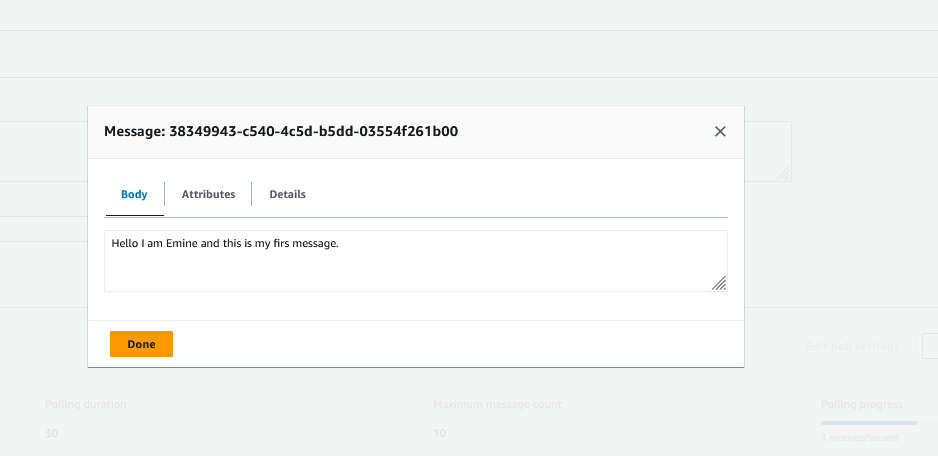 Message: 38349943-c540-4c5d-b5dd-03554f261b00
Body Attributes Details
Hello I am Emine and this is my firs message.
Done
Edit poll settings
Polling duration Maximum message count Polling progress
30 10
1 receives/second